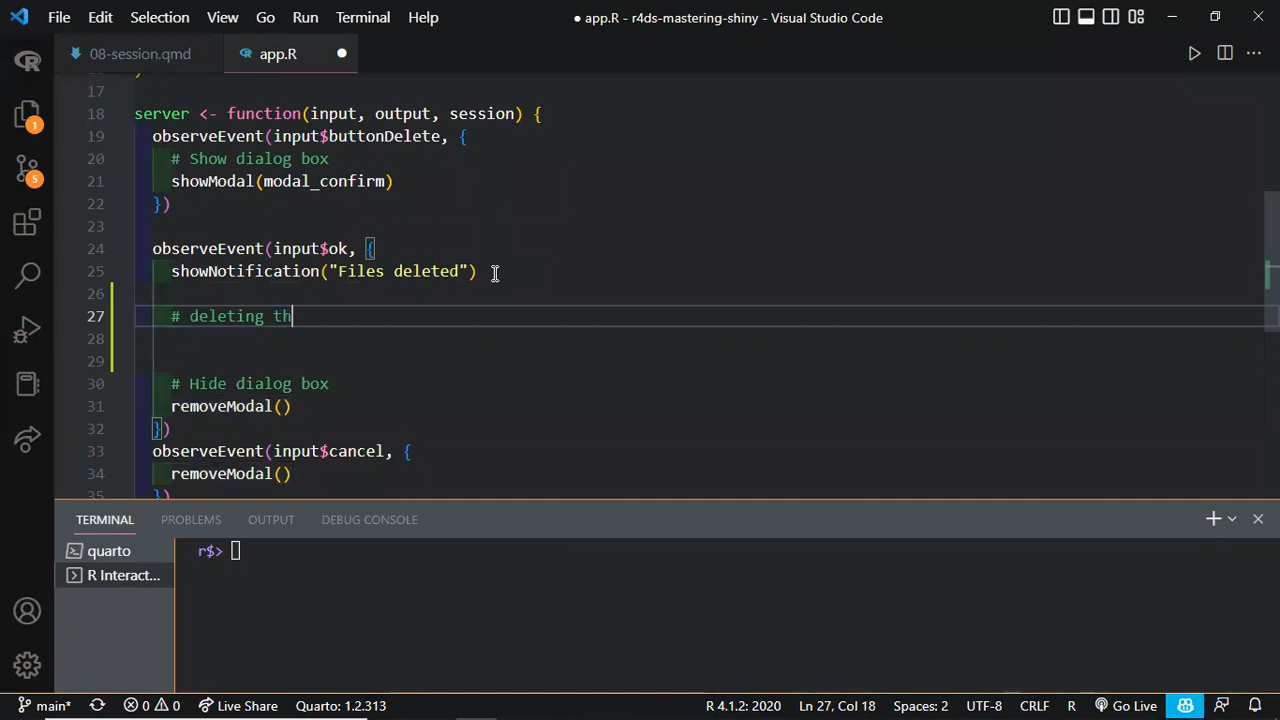 File Edit Selection View Go Run Terminal Help
● app.R - r4ds-mastering-shiny - Visual Studio Code
08-session.qmd
app.R
17
18 server <- function(input, output, session) {
19 observeEvent(input$buttonDelete, {
20 # Show dialog box
21 showModal(modal_confirm)
22 })
23
24 observeEvent(input$ok, {
25 showNotification("Files deleted")
26
27 # deleting th
28
29
30 # Hide dialog box
31 removeModal()
32 })
33 observeEvent(input$cancel, {
34 removeModal()
35 })
1
5
TERMINAL PROBLEMS OUTPUT DEBUG CONSOLE
quarto
R Interact...
r$>
main* 0 0 Live Share Quarto: 1.2.313 R 4.1.2: 2020 Ln 27, Col 18 Spaces: 2 UTF-8 CRLF R Go Live